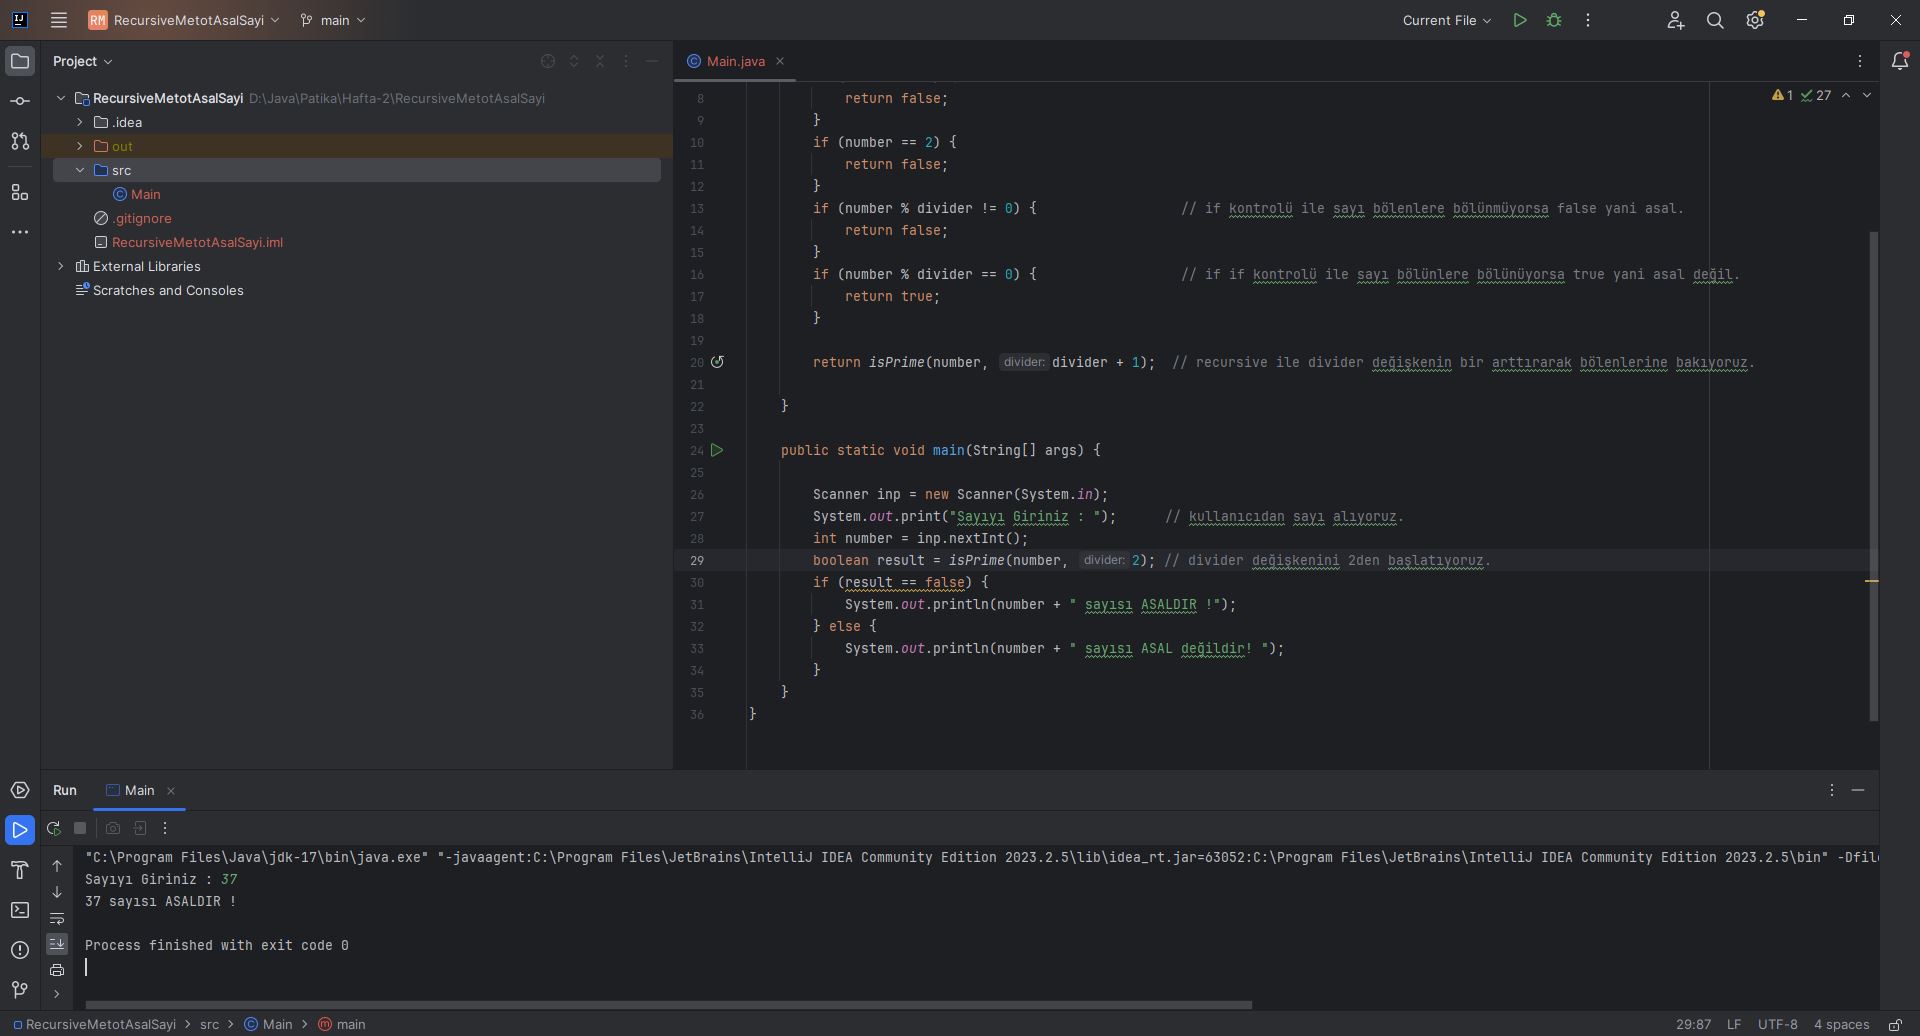 IJ
RM RecursiveMetotAsalSayi main Current File
Project
RecursiveMetotAsalSayi D:\Java\Patika\Hafta-2\RecursiveMetotAsalSayi
.idea
out
src
Main
.gitignore
RecursiveMetotAsalSayi.iml
External Libraries
Scratches and Consoles
Main.java
1 27
8 return false;
9 }
10 if (number == 2) {
11 return false;
12 }
13 if (number % divider != 0) { // if kontrolü ile sayı bölenlere bölünmüyorsa false yani asal.
14 return false;
15 }
16 if (number % divider == 0) { // if if kontrolü ile sayı bölünlere bölünüyorsa true yani asal değil.
17 return true;
18 }
19
20 return isPrime(number, divider: divider + 1); // recursive ile divider değişkenin bir arttırarak bölenlerine bakıyoruz.
21
22 }
23
24 public static void main(String[] args) {
25
26 Scanner inp = new Scanner(System.in);
27 System.out.print("Sayıyı Giriniz : "); // kullanıcıdan sayı alıyoruz.
28 int number = inp.nextInt();
29 boolean result = isPrime(number, divider: 2); // divider değişkenini 2den başlatıyoruz.
30 if (result == false) {
31 System.out.println(number + " sayısı ASALDIR !");
32 } else {
33 System.out.println(number + " sayısı ASAL değildir! ");
34 }
35 }
36 }
Run Main
"C:\Program Files\Java\jdk-17\bin\java.exe" "-javaagent:C:\Program Files\JetBrains\IntelliJ IDEA Community Edition 2023.2.5\lib\idea_rt.jar=63052:C:\Program Files\JetBrains\IntelliJ IDEA Community Edition 2023.2.5\bin" -Dfil
Sayıyı Giriniz : 37
37 sayısı ASALDIR !
Process finished with exit code 0
RecursiveMetotAsalSayi > src > Main > main 29:87 LF UTF-8 4 spaces